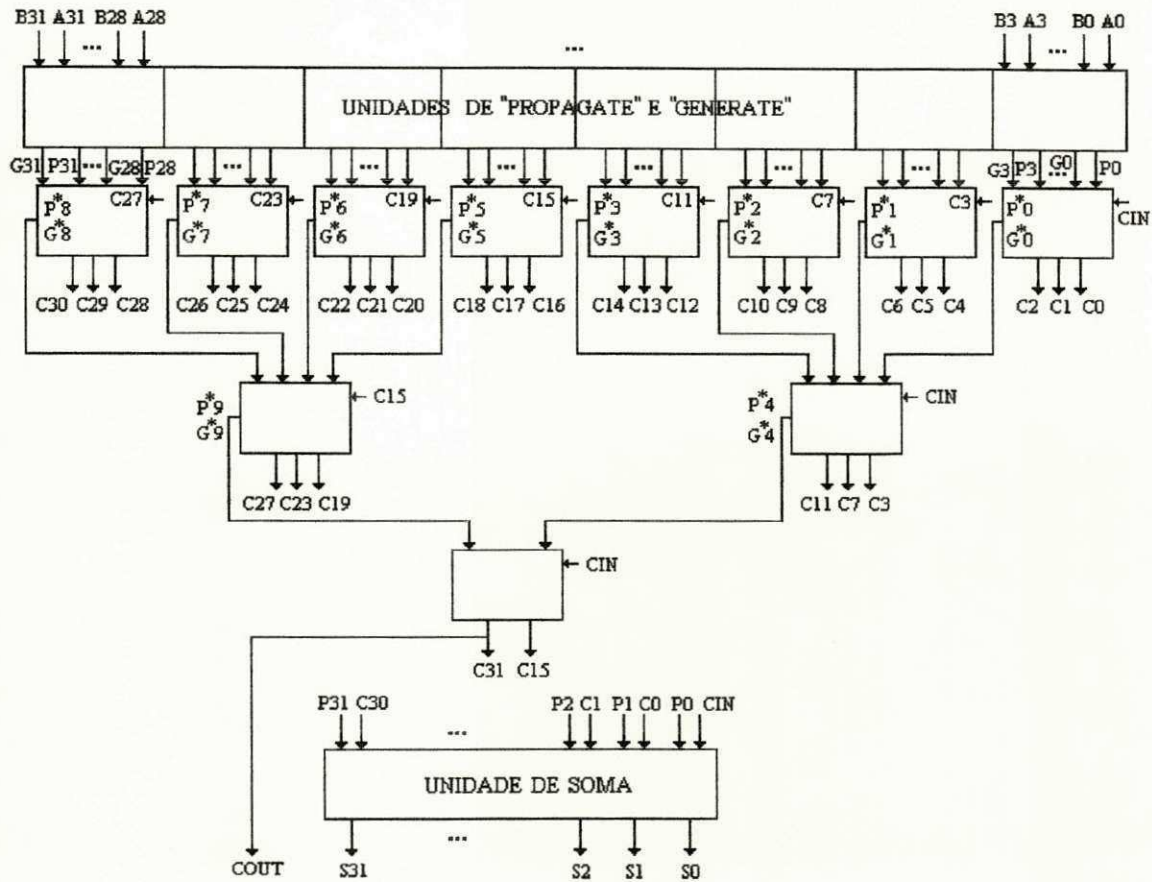 B31 A31 ... B28 A28 ... B3 A3 ... B0 A0
UNIDADES DE "PROPAGATE" E "GENERATE"
G31 P31 ... G28 P28 ... ... ... ... ... ... G3 P3 ... G0 P0
P*8 C27 P*7 C23 P*6 C19 P*5 C15 P*3 C11 P*2 C7 P*1 C3 P*0 CIN
G*8 G*7 G*6 G*5 G*3 G*2 G*1 G*0
C30 C29 C28 C26 C25 C24 C22 C21 C20 C18 C17 C16 C14 C13 C12 C10 C9 C8 C6 C5 C4 C2 C1 C0
P*9 C15 P*4 CIN
G*9 G*4
C27 C23 C19 C11 C7 C3
CIN
C31 C15
P31 C30 ... P2 C1 P1 C0 P0 CIN
UNIDADE DE SOMA
COUT S31 ... S2 S1 S0